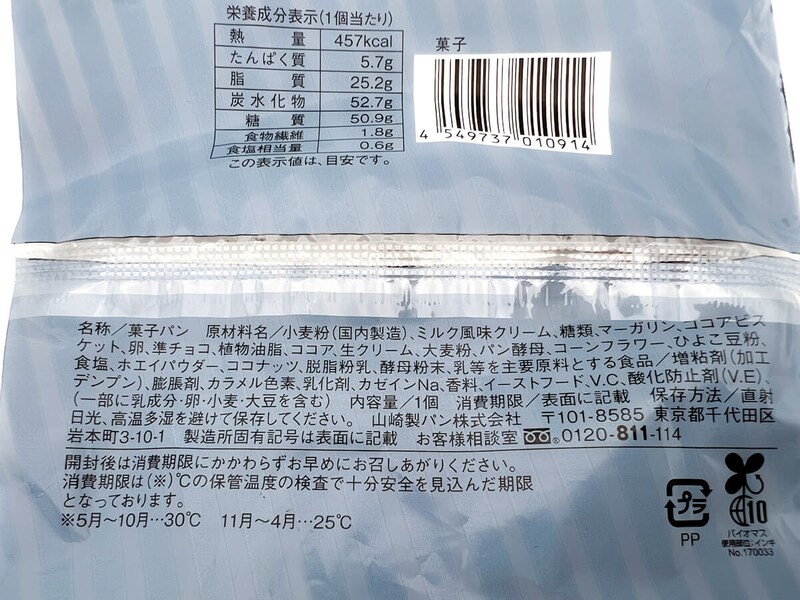 栄養成分表示(1個当たり)
熱量 457kcal
たんぱく質 5.7g
脂質 25.2g
炭水化物 52.7g
糖質 50.9g
食物繊維 1.8g
食塩相当量 0.6g
この表示値は、目安です。
菓子
4 549737 010914
名称／菓子パン 原材料名／小麦粉(国内製造)、ミルク風味クリーム、糖類、マーガリン、ココアビス
ケット、卵、準チョコ、植物油脂、ココア、生クリーム、大麦粉、パン酵母、コーンフラワー、ひよこ豆粉、
食塩、ホエイパウダー、ココナッツ、脱脂粉乳、酵母粉末、乳等を主要原料とする食品／増粘剤(加工
デンプン)、膨脹剤、カラメル色素、乳化剤、カゼインNa、香料、イーストフード、V.C、酸化防止剤(V.E)、
(一部に乳成分・卵・小麦・大豆を含む) 内容量／1個 消費期限／表面に記載 保存方法／直射
日光、高温多湿を避けて保存してください。 山崎製パン株式会社 〒101-8585 東京都千代田区
岩本町3-10-1 製造所固有記号は表面に記載 お客様相談室 0120-811-114
開封後は消費期限にかかわらずお早めにお召しあがりください。
消費期限は(※)℃の保管温度の検査で十分安全を見込んだ期限
となっております。
※5月～10月…30℃ 11月～4月…25℃
プラ
PP
10
バイオマス
使用部位:インキ
No.170033